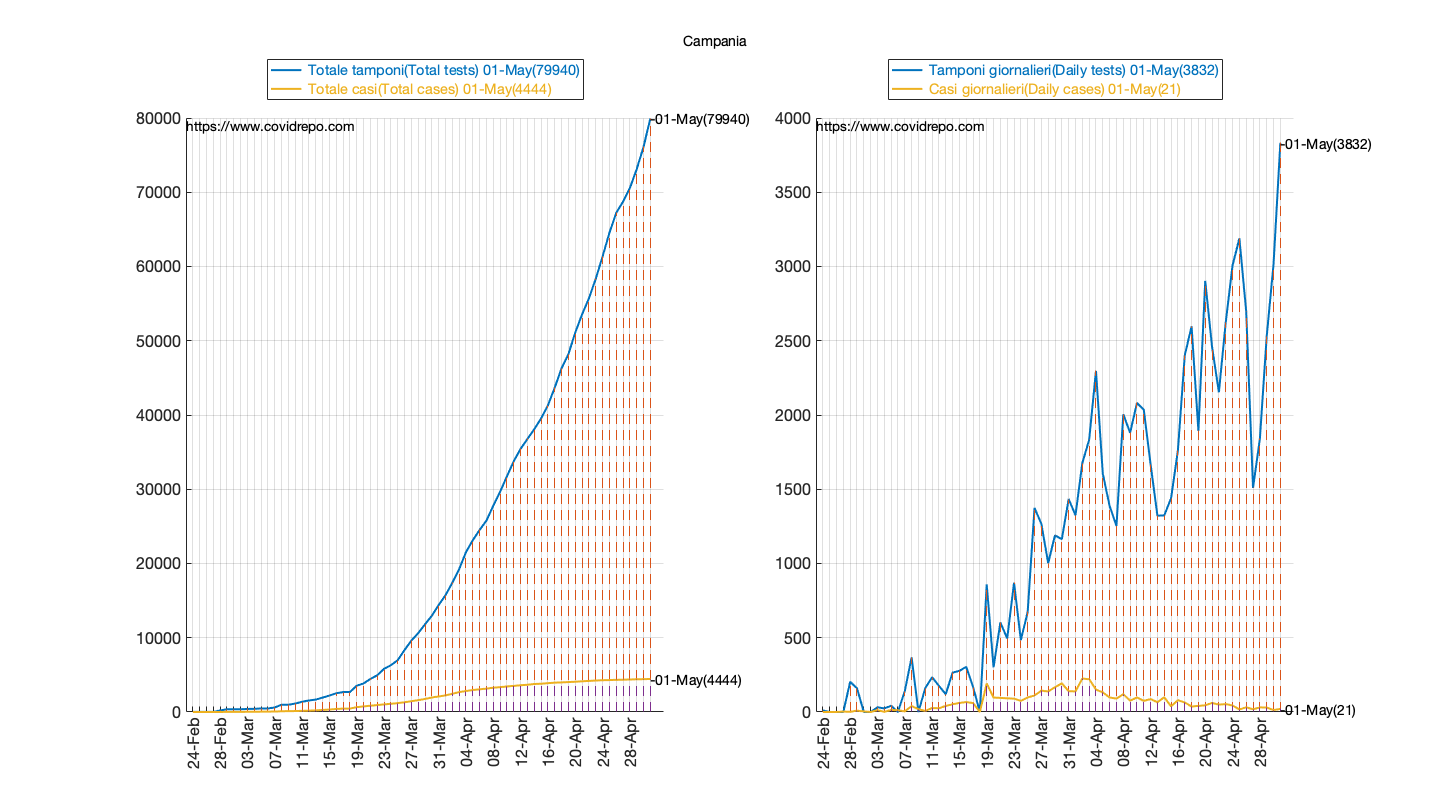 Campania
Totale tamponi(Total tests) 01-May(79940)
Totale casi(Total cases) 01-May(4444)
https://www.covidrepo.com
01-May(79940)
01-May(4444)
80000
70000
60000
50000
40000
30000
20000
10000
0
24-Feb
28-Feb
03-Mar
07-Mar
11-Mar
15-Mar
19-Mar
23-Mar
27-Mar
31-Mar
04-Apr
08-Apr
12-Apr
16-Apr
20-Apr
24-Apr
28-Apr
Tamponi giornalieri(Daily tests) 01-May(3832)
Casi giornalieri(Daily cases) 01-May(21)
https://www.covidrepo.com
01-May(3832)
01-May(21)
4000
3500
3000
2500
2000
1500
1000
500
0
24-Feb
28-Feb
03-Mar
07-Mar
11-Mar
15-Mar
19-Mar
23-Mar
27-Mar
31-Mar
04-Apr
08-Apr
12-Apr
16-Apr
20-Apr
24-Apr
28-Apr